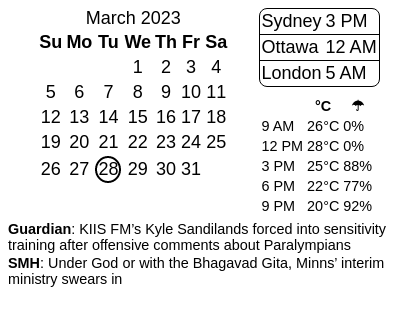 March 2023
Su Mo Tu We Th Fr Sa
1 2 3 4
5 6 7 8 9 10 11
12 13 14 15 16 17 18
19 20 21 22 23 24 25
26 27 28 29 30 31
Sydney 3 PM
Ottawa 12 AM
London 5 AM
°C ☂
9 AM 26°C 0%
12 PM 28°C 0%
3 PM 25°C 88%
6 PM 22°C 77%
9 PM 20°C 92%
Guardian: KIIS FM’s Kyle Sandilands forced into sensitivity
training after offensive comments about Paralympians
SMH: Under God or with the Bhagavad Gita, Minns’ interim
ministry swears in